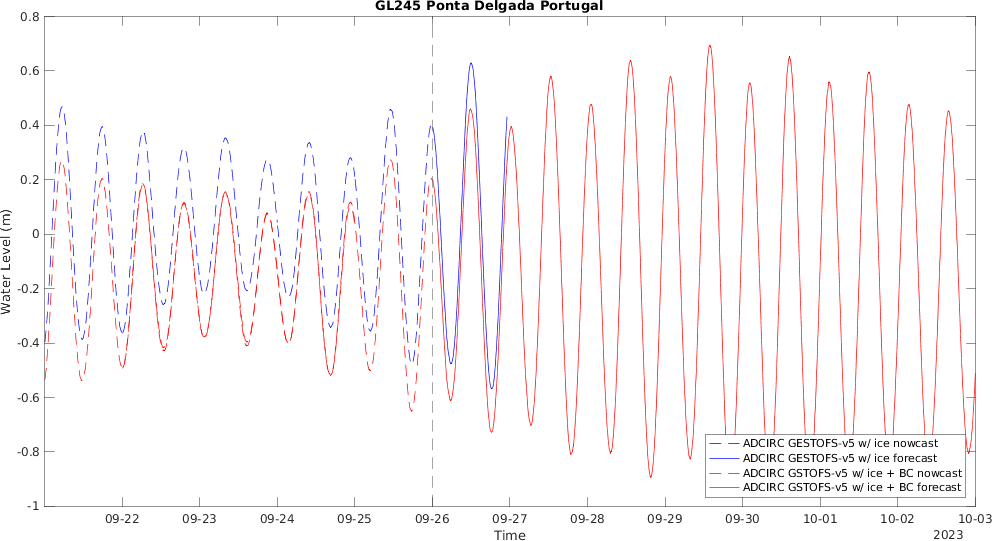 GL245 Ponta Delgada Portugal
Water Level (m)
0.8
0.6
0.4
0.2
0
-0.2
-0.4
-0.6
-0.8
-1
ADCIRC GESTOFS-v5 w/ ice nowcast
ADCIRC GESTOFS-v5 w/ ice forecast
ADCIRC GSTOFS-v5 w/ ice + BC nowcast
ADCIRC GSTOFS-v5 w/ ice + BC forecast
09-22 09-23 09-24 09-25 09-26 09-27 09-28 09-29 09-30 10-01 10-02 10-03
Time
2023